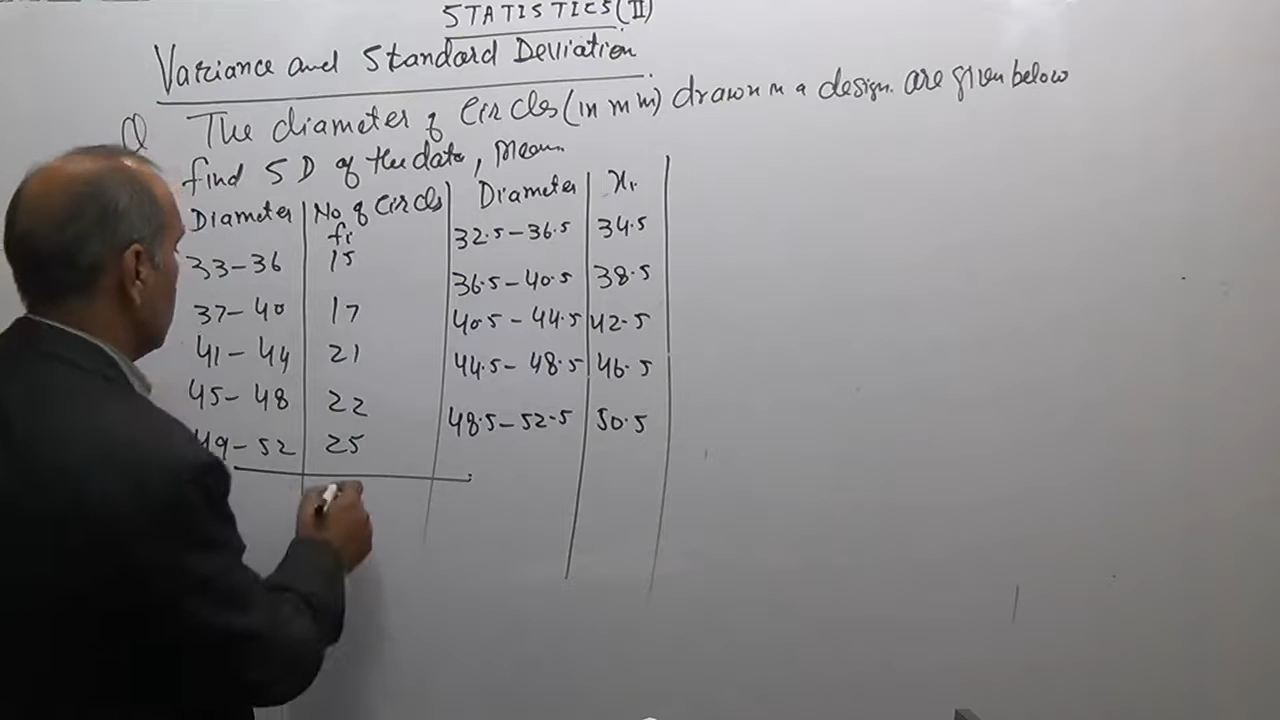 STATISTICS(II)
Variance and Standard Deviation
Q The diameter of circles (in mm) drawn in a design. are given below
find SD of the data, Mean.
Diameter No of circls Diameter xi
fi
33-36 15 32.5-36.5 34.5
37-40 17 36.5-40.5 38.5
41-44 21 40.5-44.5 42.5
45-48 22 44.5-48.5 46.5
49-52 25 48.5-52.5 50.5